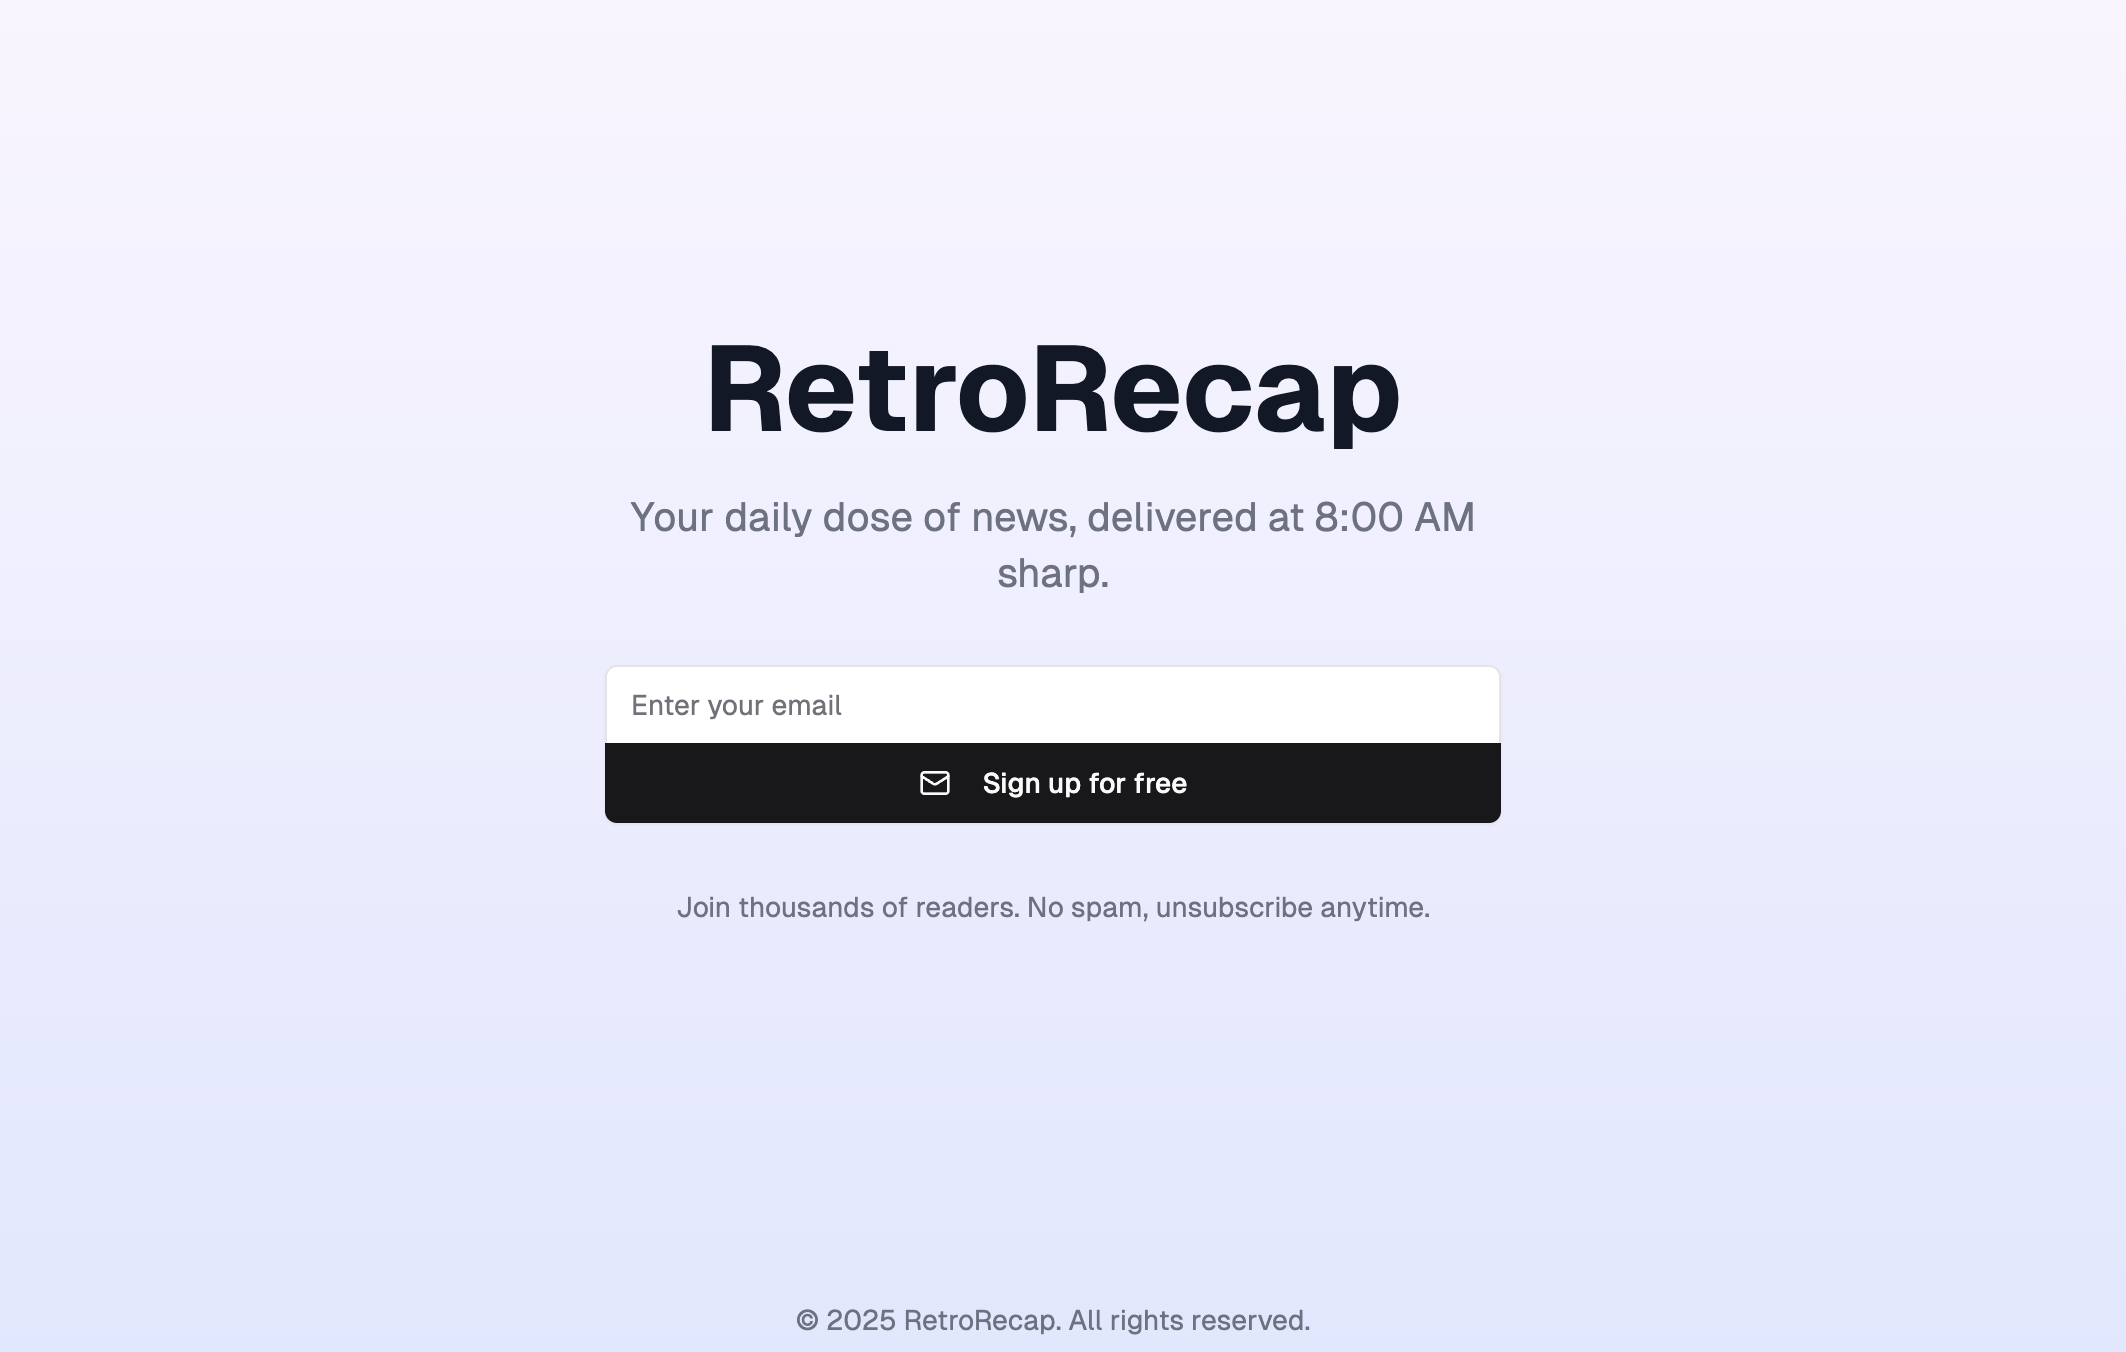 RetroRecap
Your daily dose of news, delivered at 8:00 AM
sharp.
Enter your email
Sign up for free
Join thousands of readers. No spam, unsubscribe anytime.
© 2025 RetroRecap. All rights reserved.